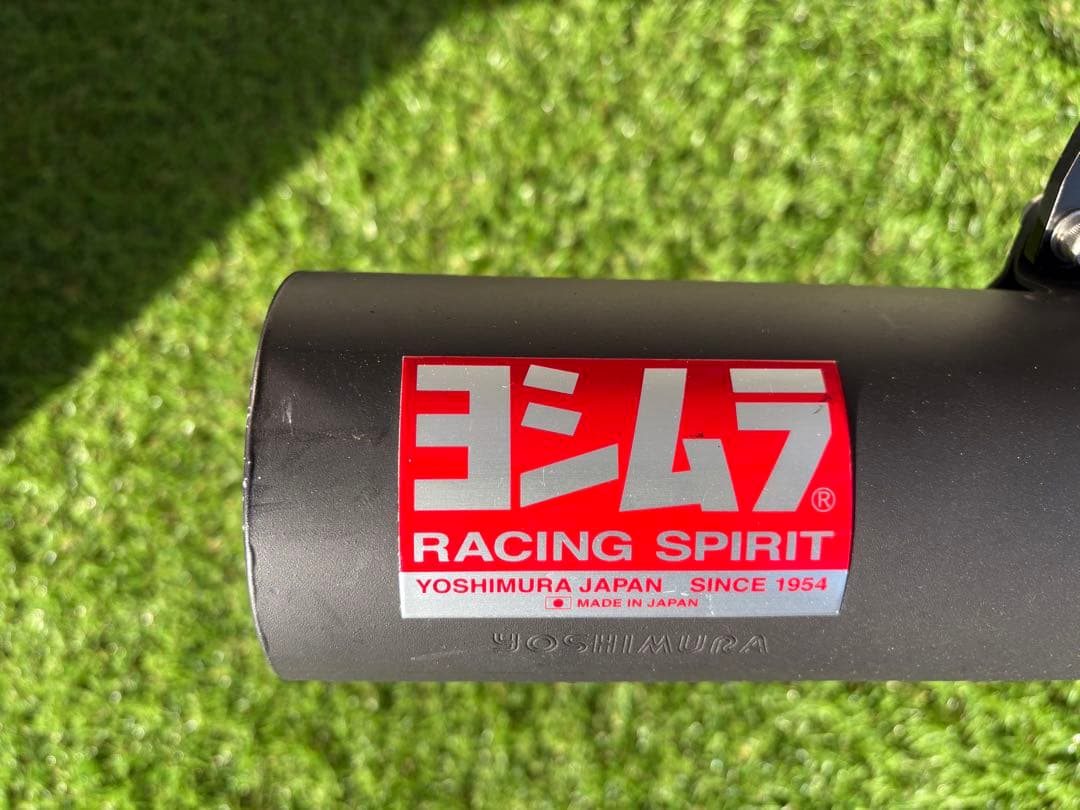 ヨシムラ®
RACING SPIRIT
YOSHIMURA JAPAN SINCE 1954
MADE IN JAPAN
YOSHIMURA